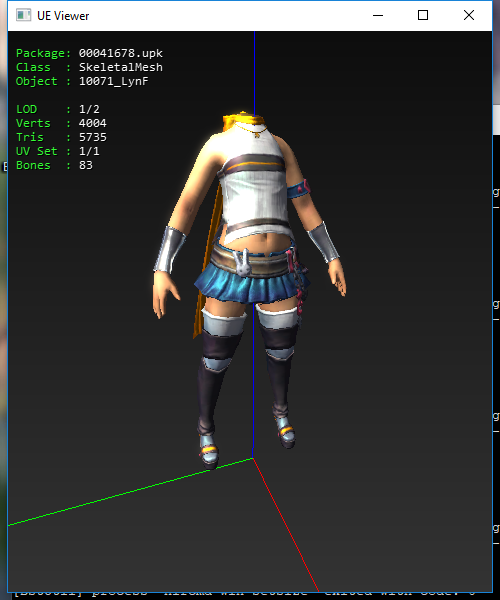 UE Viewer
Package: 00041678.upk
Class : SkeletalMesh
Object : 10071_LynF
LOD : 1/2
Verts : 4004
Tris : 5735
UV Set : 1/1
Bones : 83